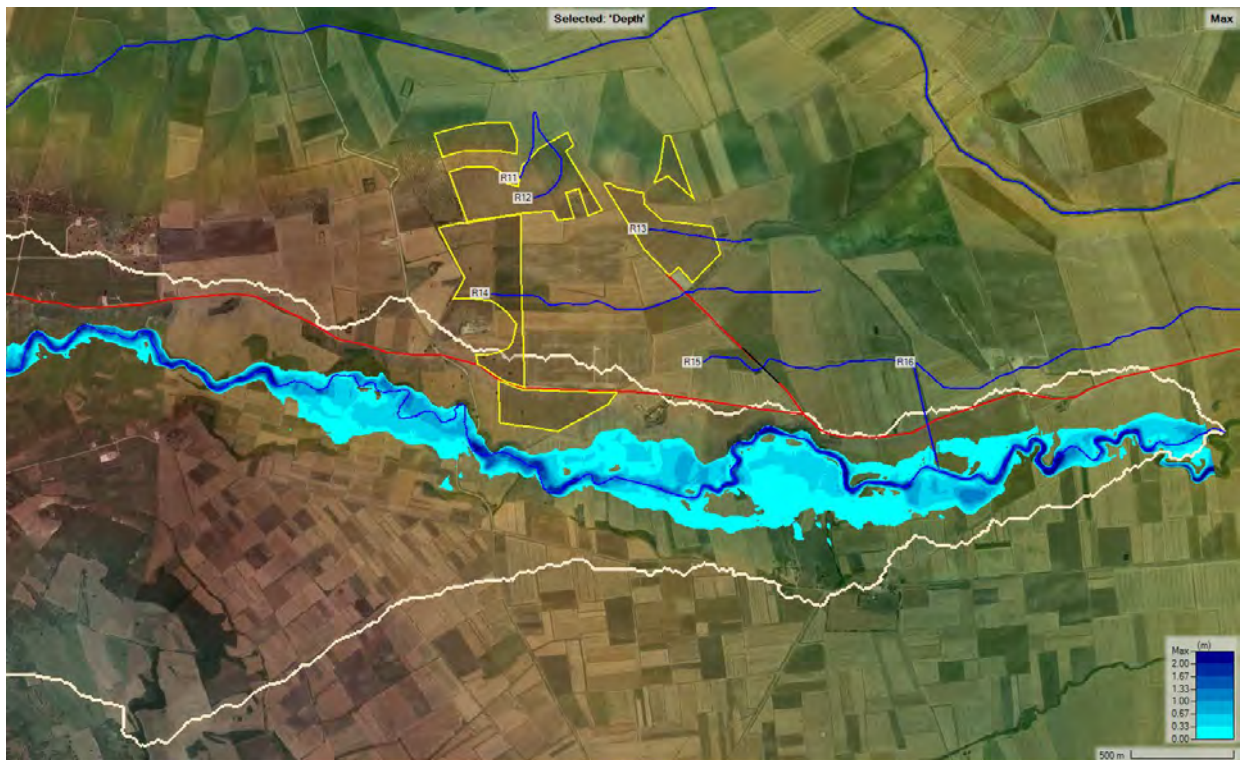 Selected: 'Depth'
Max
R11
R12
R13
R14
R15
R16
(m)
Max
2.00
1.67
1.33
1.00
0.67
0.33
0.00
500 m